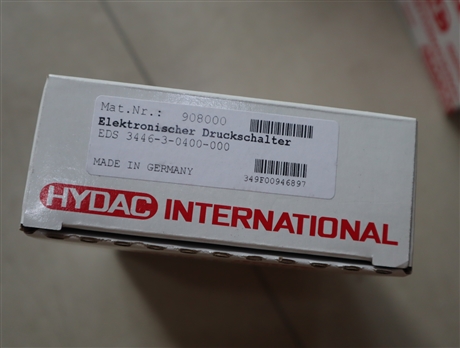 Mat.Nr.: 908000
Elektronischer Druckschalter
EDS 3446-3-0400-000
MADE IN GERMANY
349F00946897
HYDAC INTERNATIONAL